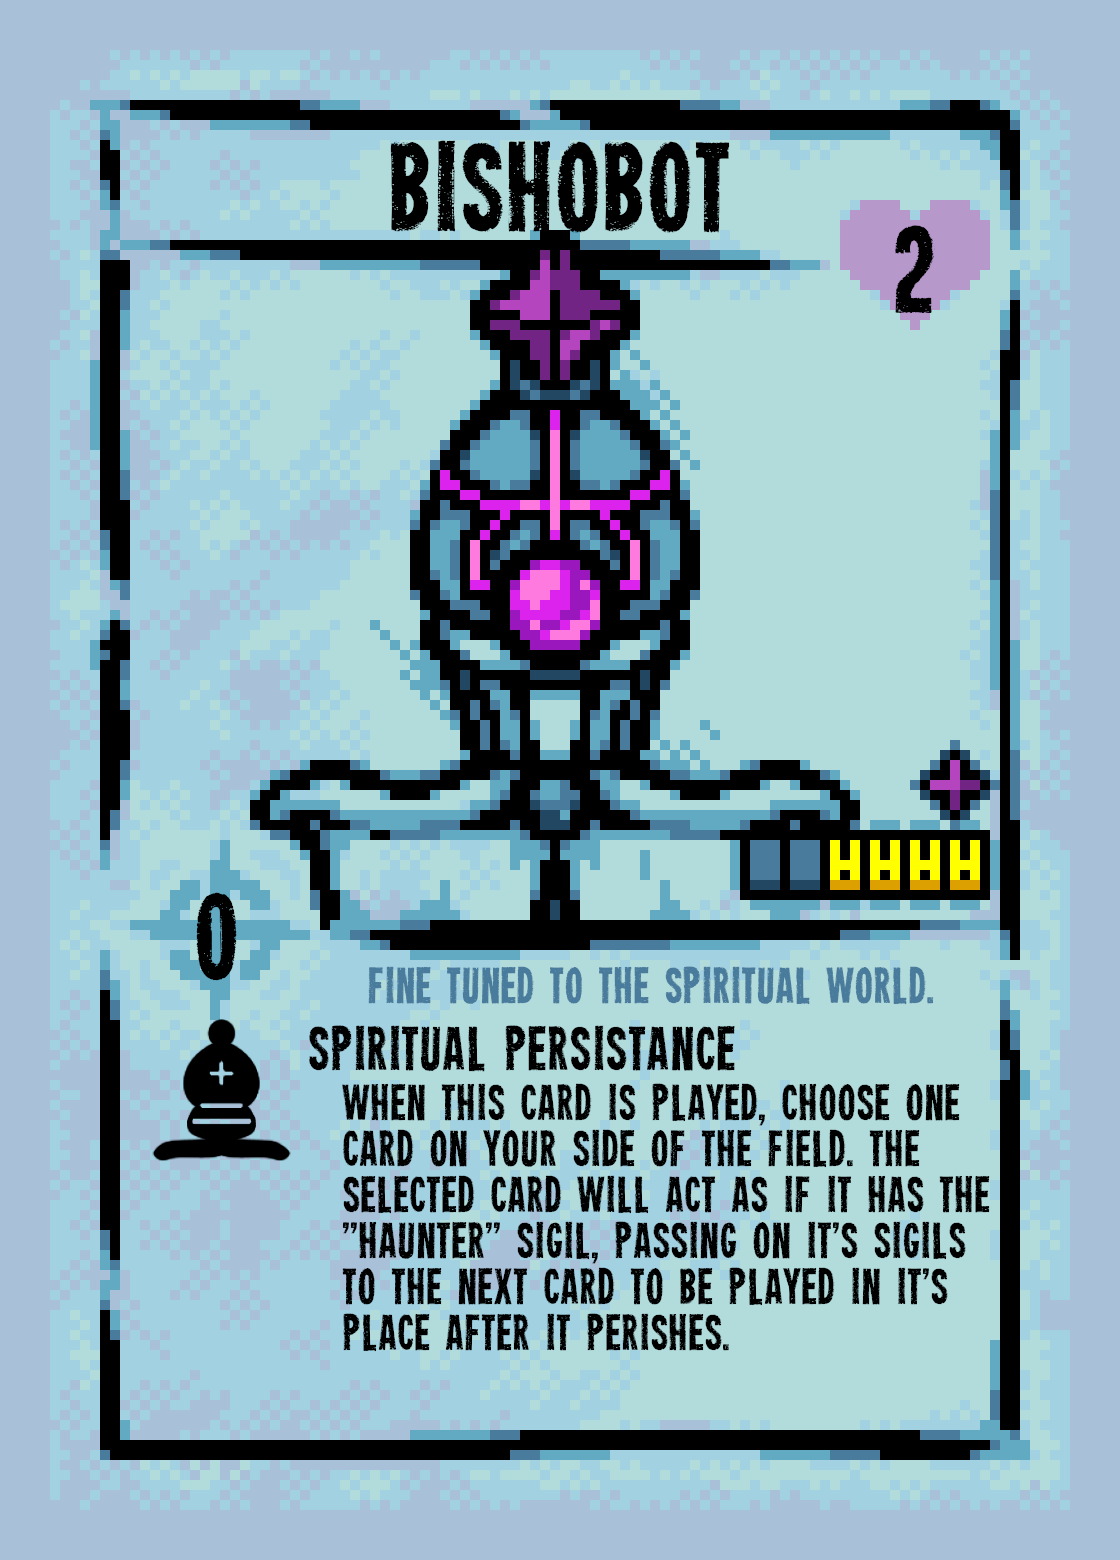 BISHOBOT
2
0
FINE TUNED TO THE SPIRITUAL WORLD.
SPIRITUAL PERSISTANCE
WHEN THIS CARD IS PLAYED, CHOOSE ONE
CARD ON YOUR SIDE OF THE FIELD. THE
SELECTED CARD WILL ACT AS IF IT HAS THE
"HAUNTER" SIGIL, PASSING ON IT'S SIGILS
TO THE NEXT CARD TO BE PLAYED IN IT'S
PLACE AFTER IT PERISHES.